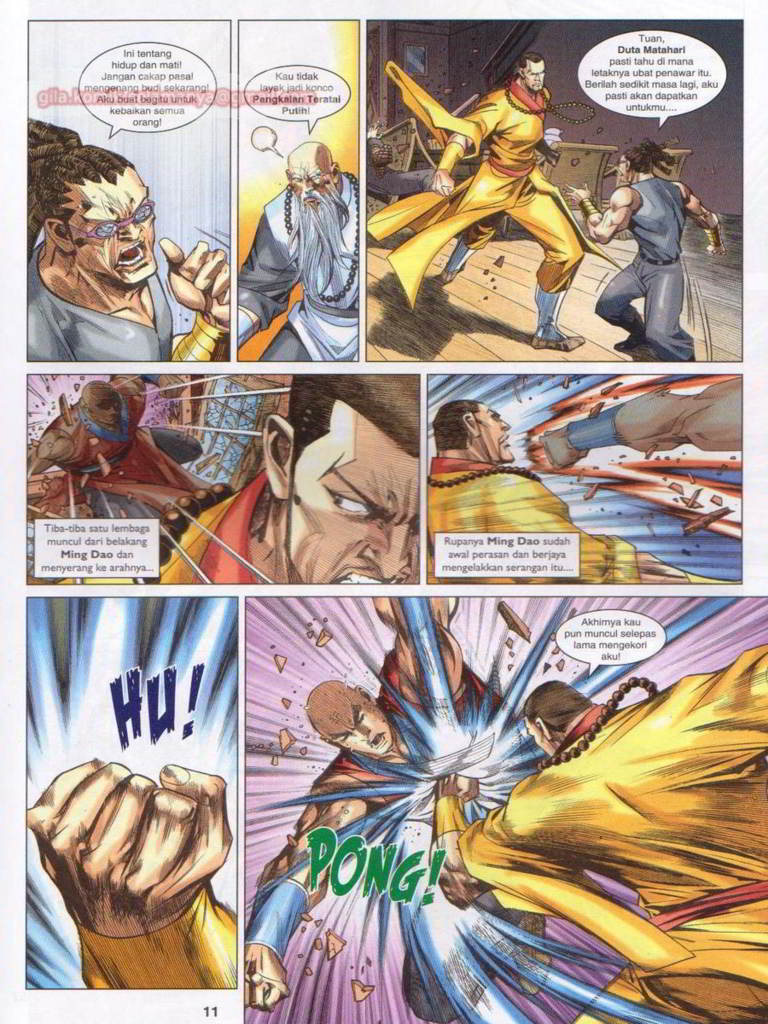 Ini tentang
hidup dan mati!
Jangan cakap pasal
mengenang budi sekarang!
Aku buat begitu untuk
kebaikan semua
orang!
Kau tidak
layak jadi konco
Pangkalan Teratai
Putih!
Tuan,
Duta Matahari
pasti tahu di mana
letaknya ubat penawar itu.
Berilah sedikit masa lagi, aku
pasti akan dapatkan
untukmu....
Tiba-tiba satu lembaga
muncul dari belakang
Ming Dao dan
menyerang ke arahnya...
Rupanya Ming Dao sudah
awal perasan dan berjaya
mengelakkan serangan itu....
HU!
Akhirnya kau
pun muncul selepas
lama mengekori
aku!
PONG!
11